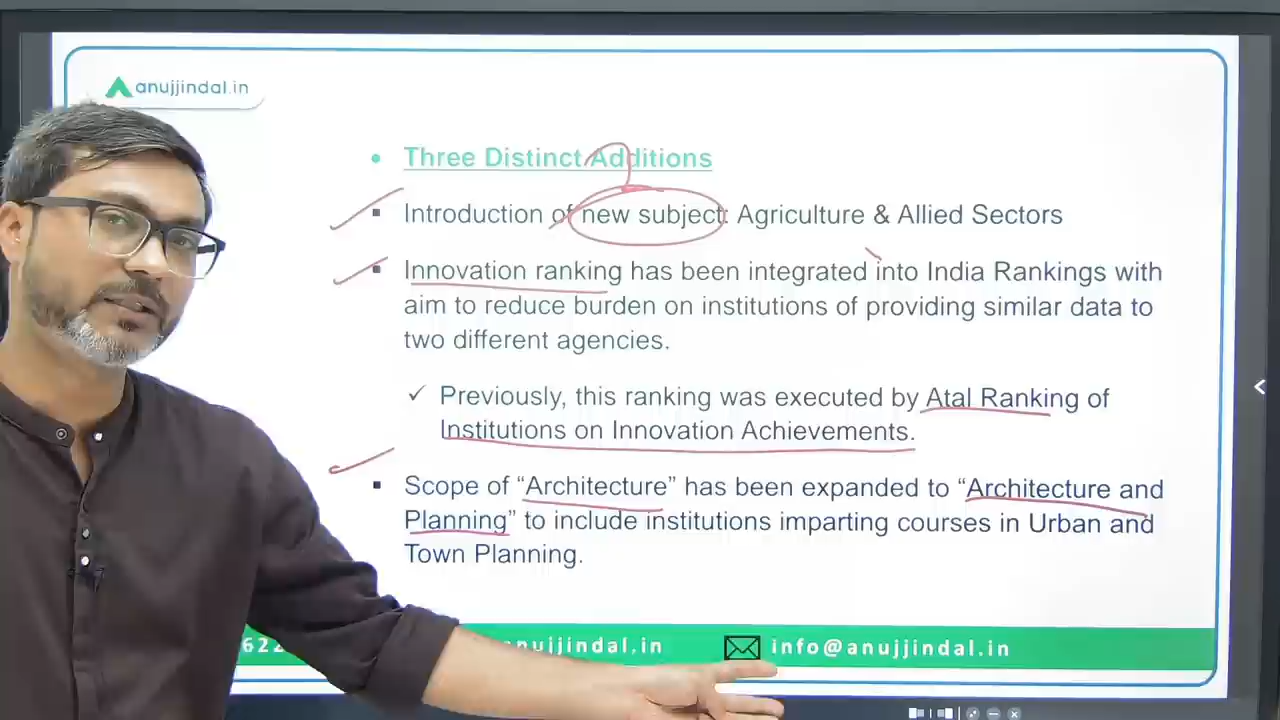 anujjindal.in
Three Distinct Additions
Introduction of new subject: Agriculture & Allied Sectors
Innovation ranking has been integrated into India Rankings with
aim to reduce burden on institutions of providing similar data to
two different agencies.
Previously, this ranking was executed by Atal Ranking of
Institutions on Innovation Achievements.
Scope of “Architecture” has been expanded to “Architecture and
Planning” to include institutions imparting courses in Urban and
Town Planning.
info@anujjindal.in